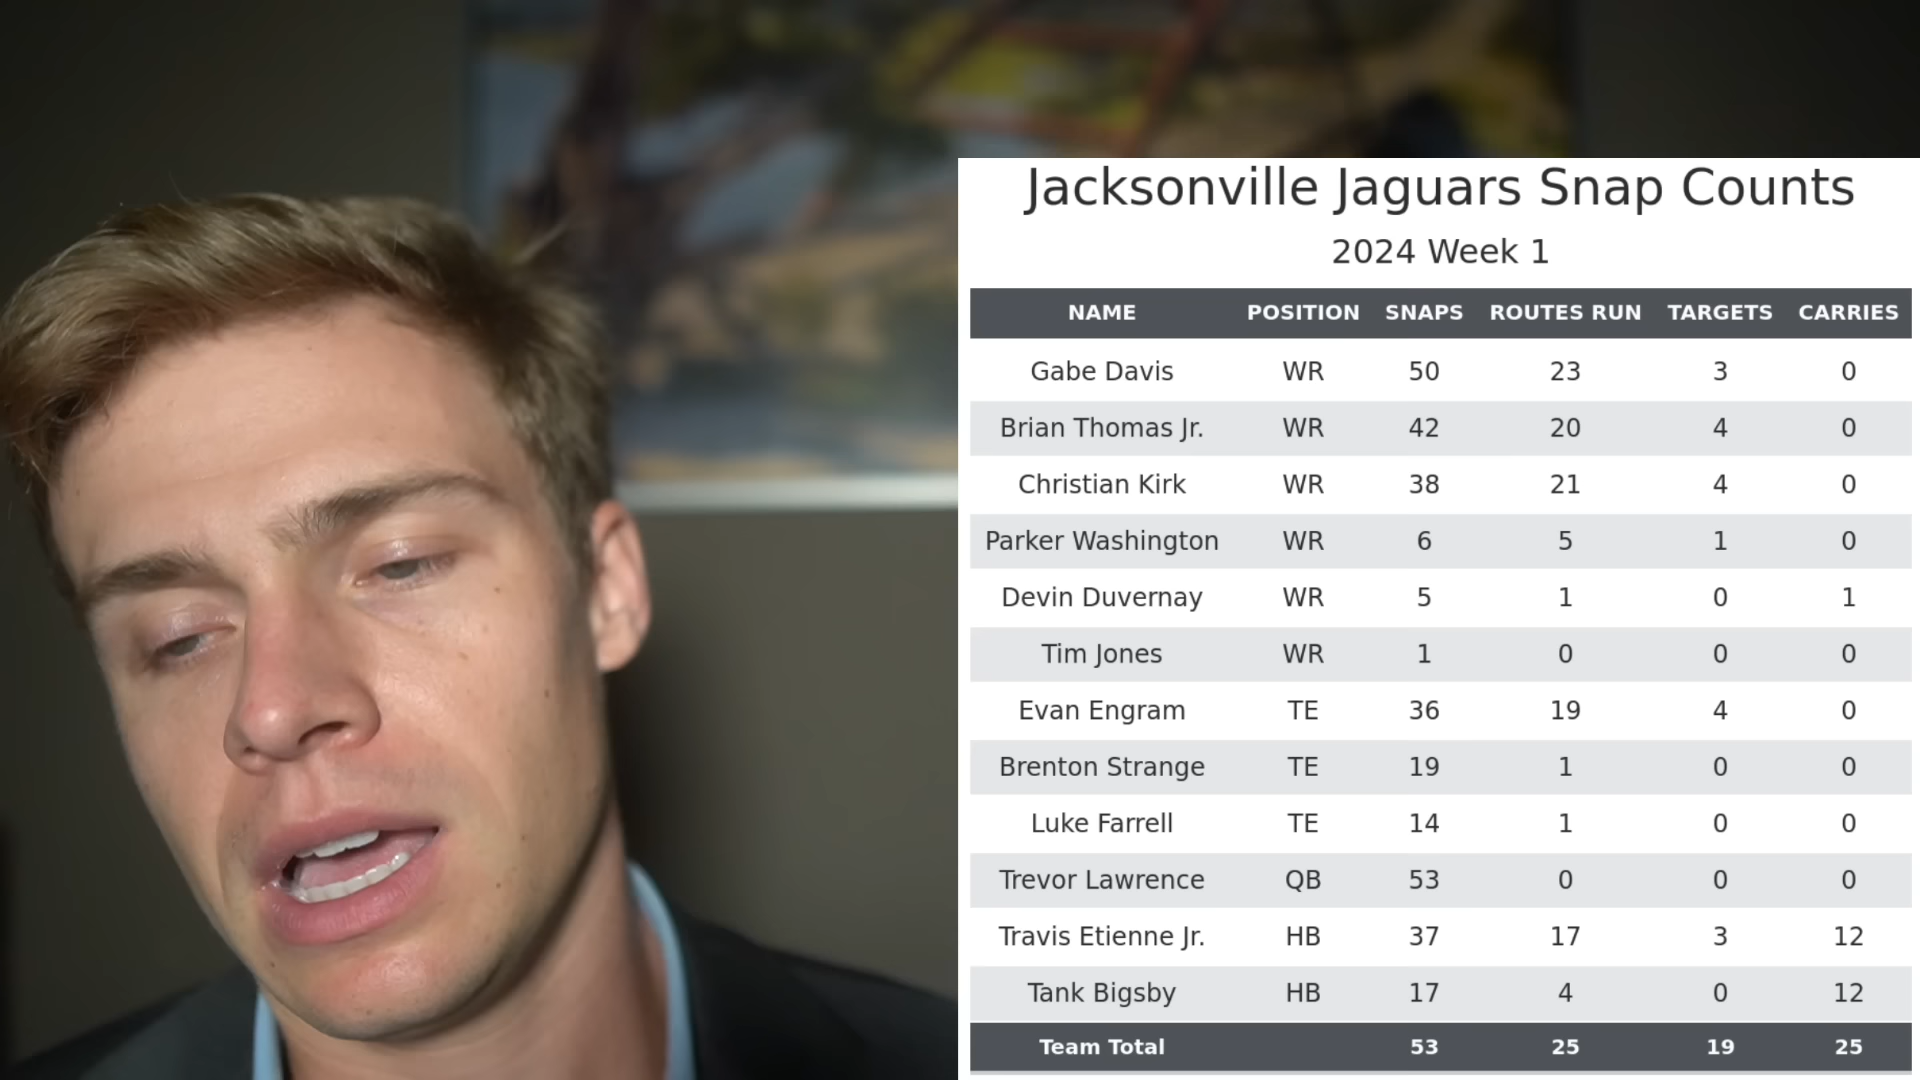 Jacksonville Jaguars Snap Counts
2024 Week 1
NAME POSITION SNAPS ROUTES RUN TARGETS CARRIES
Gabe Davis WR 50 23 3 0
Brian Thomas Jr. WR 42 20 4 0
Christian Kirk WR 38 21 4 0
Parker Washington WR 6 5 1 0
Devin Duvernay WR 5 1 0 1
Tim Jones WR 1 0 0 0
Evan Engram TE 36 19 4 0
Brenton Strange TE 19 1 0 0
Luke Farrell TE 14 1 0 0
Trevor Lawrence QB 53 0 0 0
Travis Etienne Jr. HB 37 17 3 12
Tank Bigsby HB 17 4 0 12
Team Total 53 25 19 25